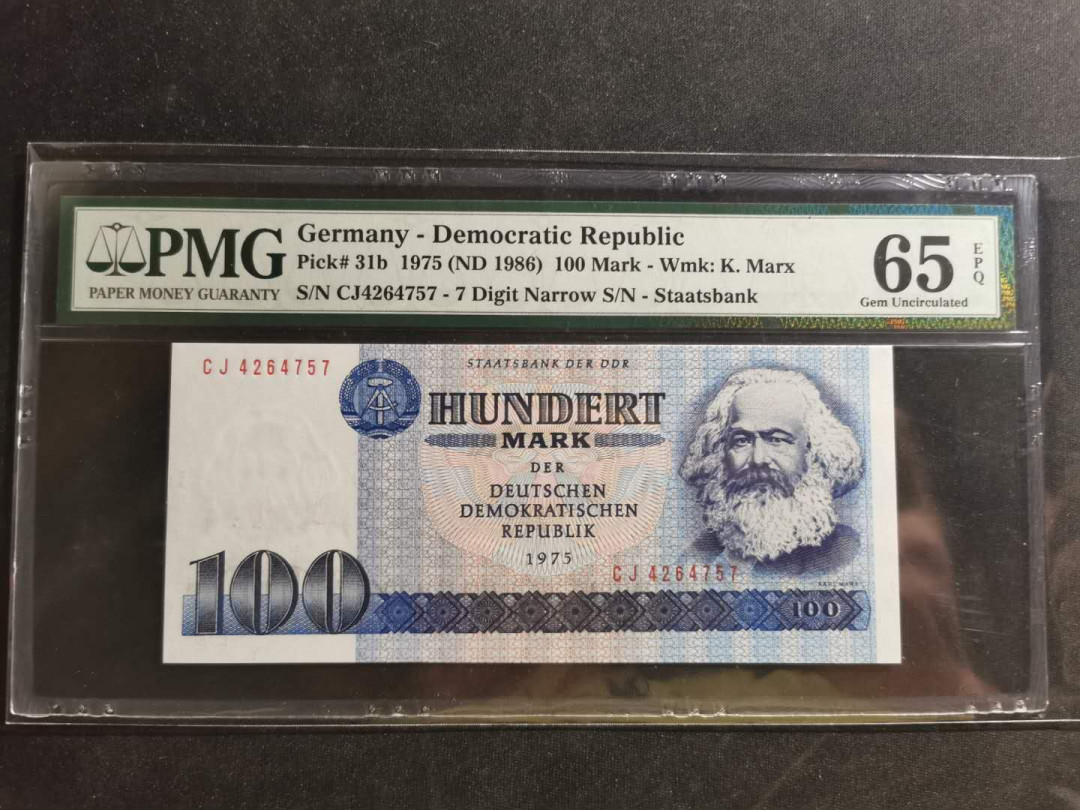 PMG
PAPER MONEY GUARANTY
Germany - Democratic Republic
Pick# 31b 1975 (ND 1986) 100 Mark - Wmk: K. Marx
S/N CJ4264757 - 7 Digit Narrow S/N - Staatsbank
65
EPQ
Gem Uncirculated
CJ 4264757
STAATSBANK DER DDR
HUNDERT
MARK
DER
DEUTSCHEN
DEMOKRATISCHEN
REPUBLIK
1975
CJ 4264757
KARL MARX
100
100